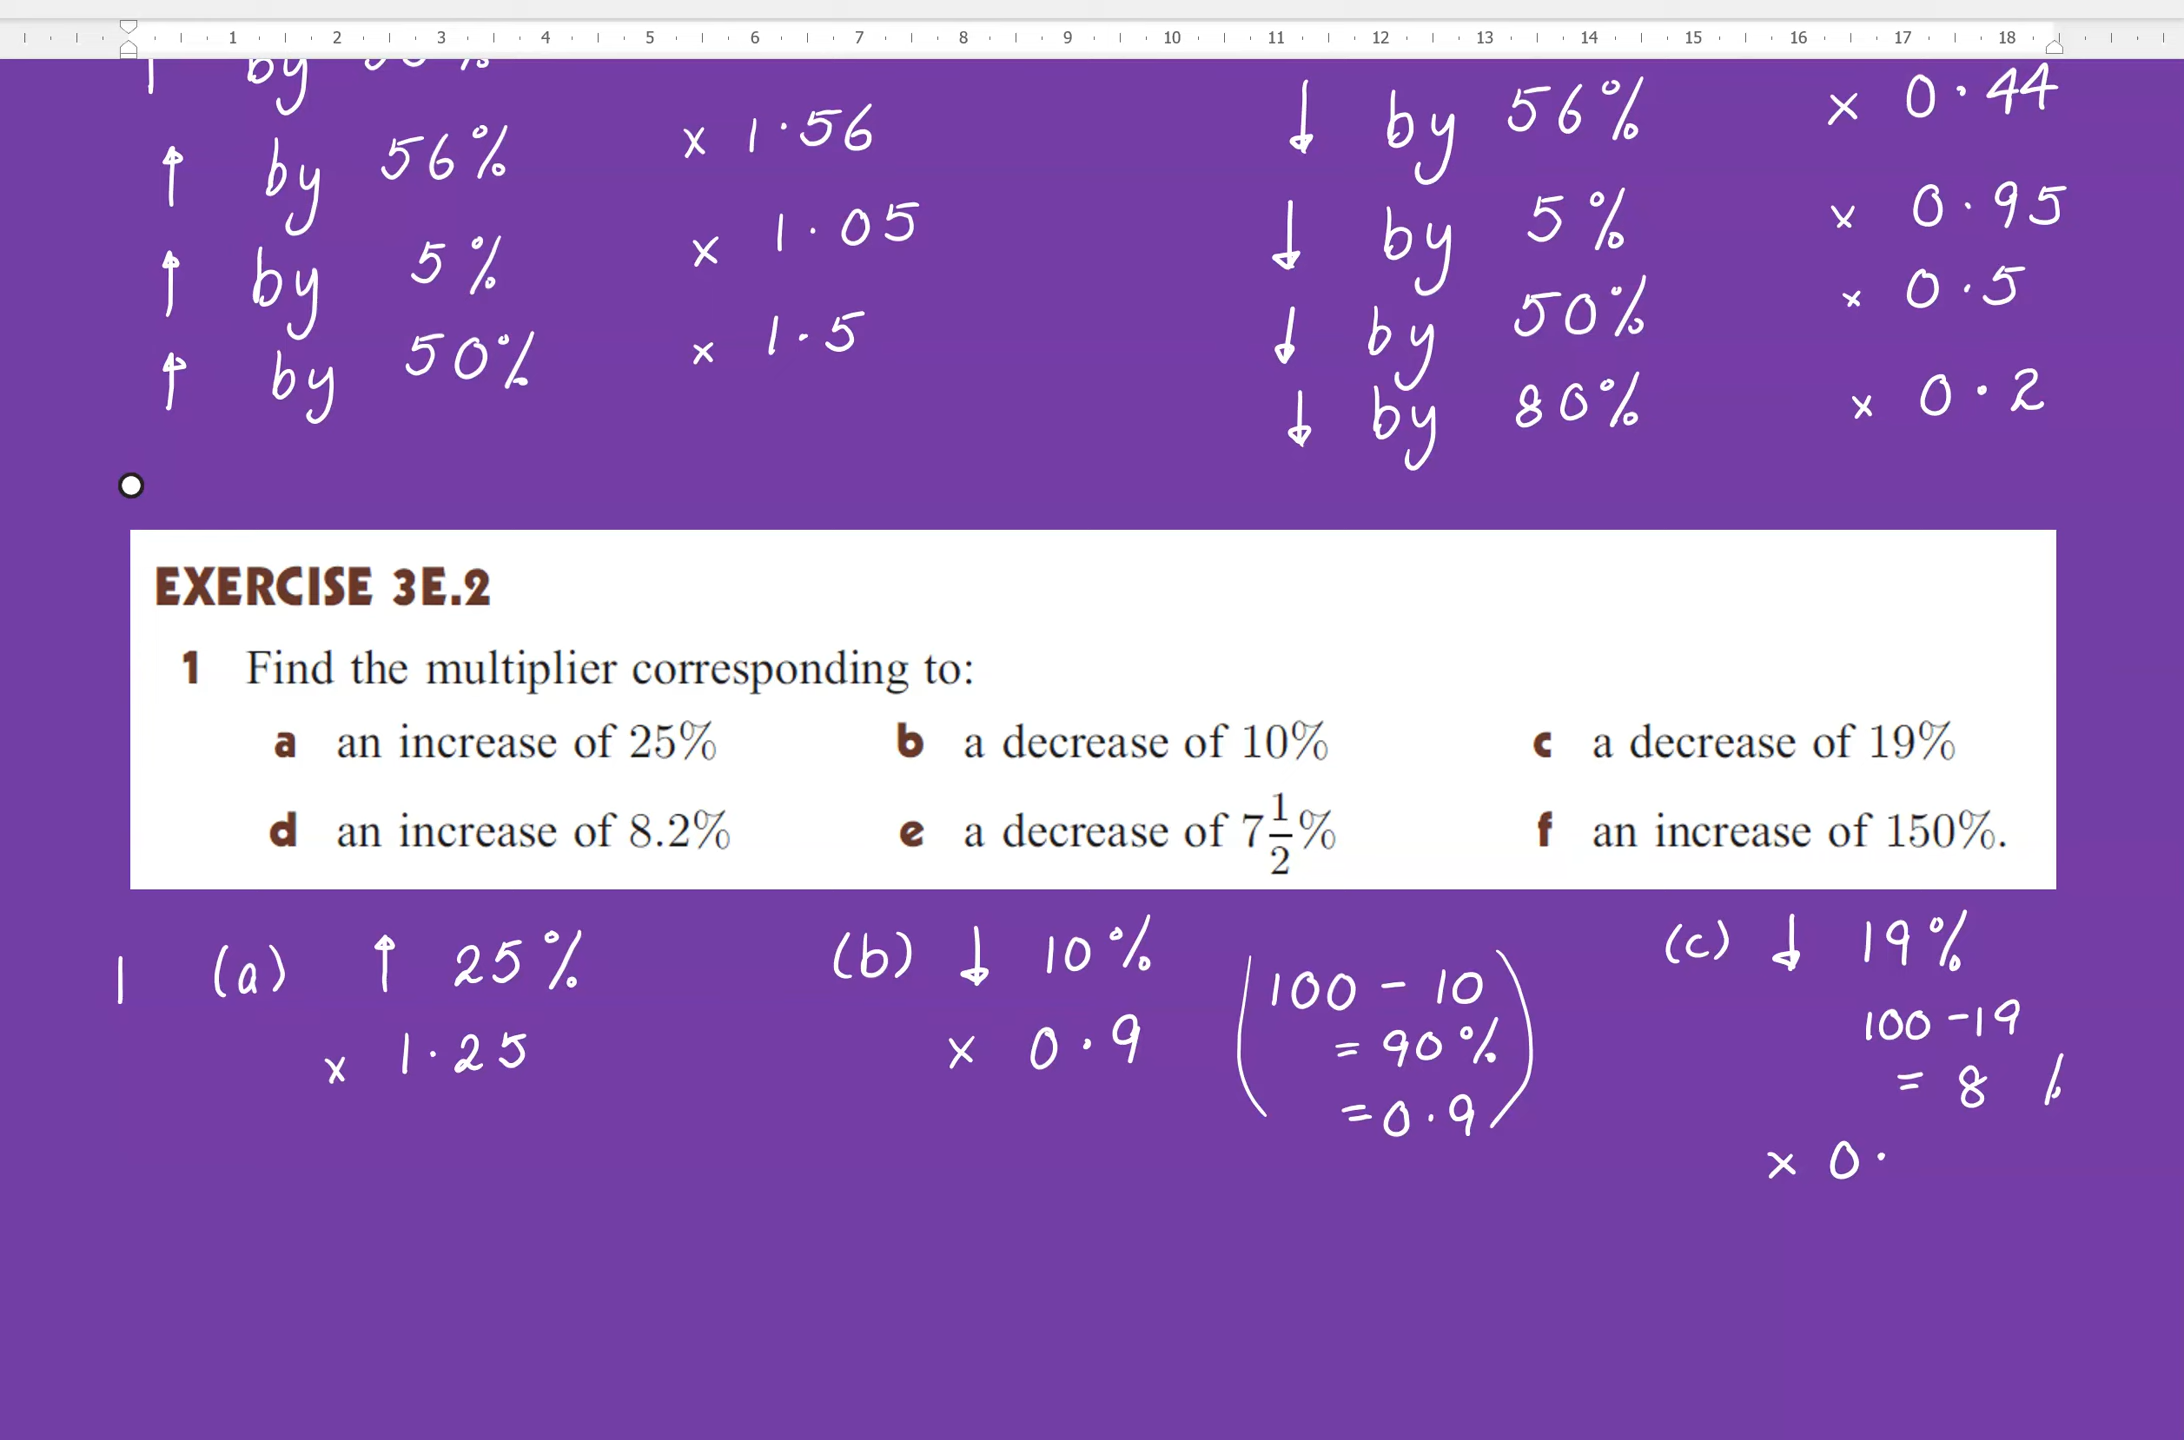 1 2 3 4 5 6 7 8 9 10 11 12 13 14 15 16 17 18
by
↑ by 56% × 1.56
↑ by 5% × 1.05
↑ by 50% × 1.5
↓ by 56% × 0.44
↓ by 5% × 0.95
↓ by 50% × 0.5
↓ by 80% × 0.2
EXERCISE 3E.2
1 Find the multiplier corresponding to:
a an increase of 25% b a decrease of 10% c a decrease of 19%
d an increase of 8.2% e a decrease of 7 1/2% f an increase of 150%.
1 (a) ↑ 25%
× 1.25
(b) ↓ 10%
× 0.9
(100 - 10
= 90%
= 0.9)
(c) ↓ 19%
100 - 19
= 8
× 0.